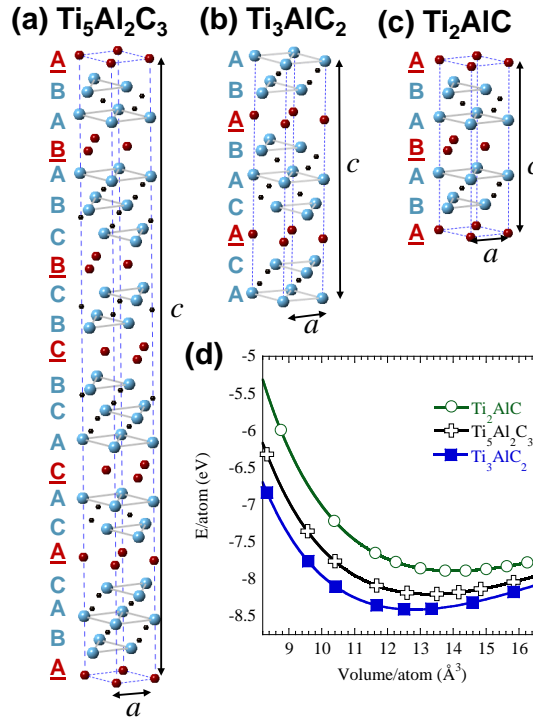 (a) Ti5Al2C3
A
B
A
B
A
B
C
B
C
B
C
B
C
A
C
A
C
A
C
A
B
A
c
a
(b) Ti3AlC2
A
B
A
B
A
C
A
C
A
c
a
(c) Ti2AlC
A
B
A
B
A
B
A
c
a
(d)
-5
-5.5
-6
-6.5
-7
-7.5
-8
-8.5
E/atom (eV)
Ti2AlC
Ti5Al2C3
Ti3AlC2
9 10 11 12 13 14 15 16
Volume/atom (Å3)